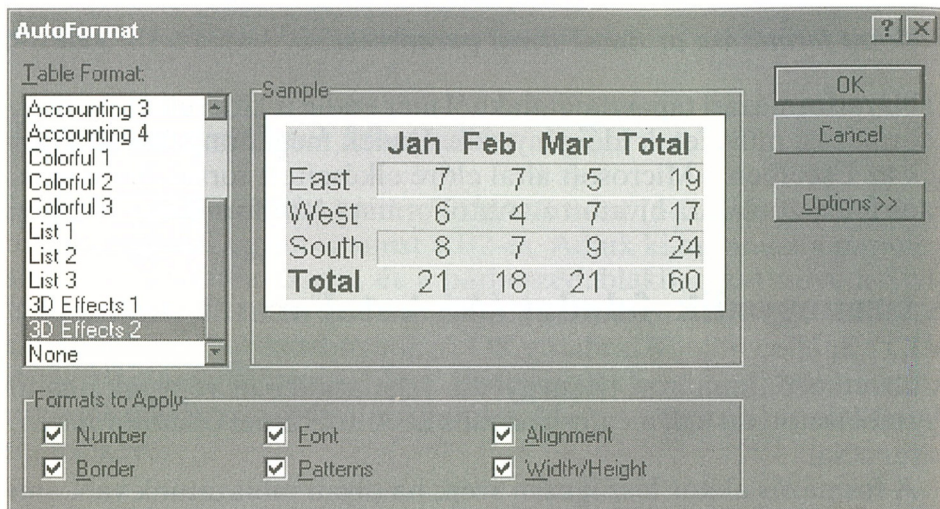 AutoFormat
Table Format:
Accounting 3
Accounting 4
Colorful 1
Colorful 2
Colorful 3
List 1
List 2
List 3
3D Effects 1
3D Effects 2
None
Sample
Jan Feb Mar Total
East 7 7 5 19
West 6 4 7 17
South 8 7 9 24
Total 21 18 21 60
OK
Cancel
Options >>
Formats to Apply
Number Font Alignment
Border Patterns Width/Height